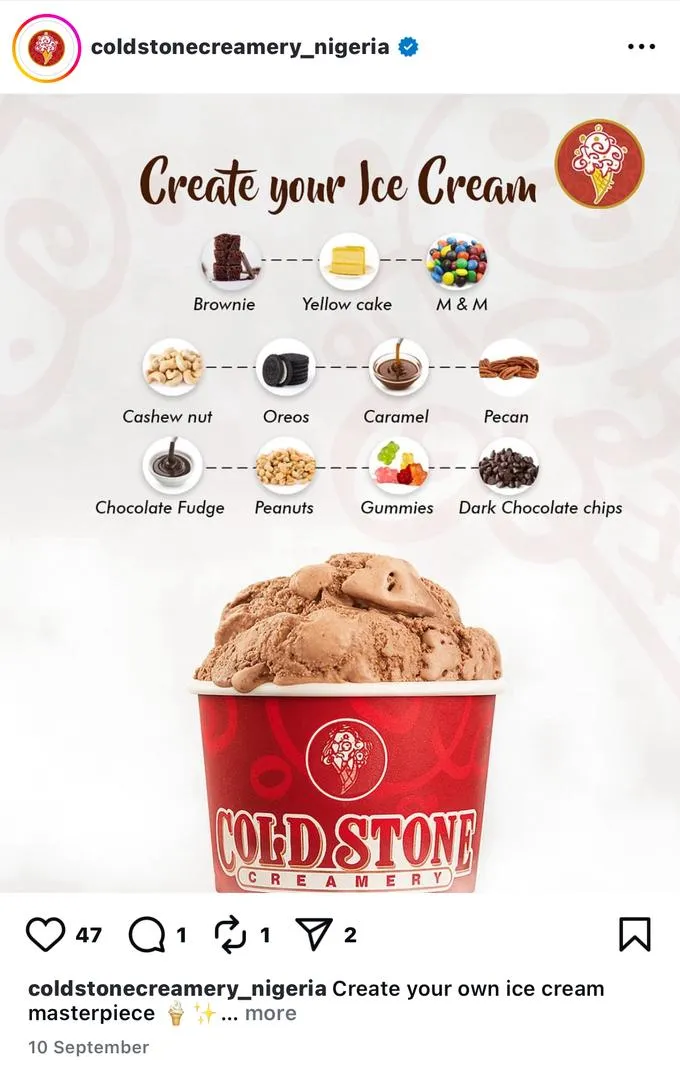 coldstonecreamery_nigeria
Create your Ice Cream
Brownie Yellow cake M & M
Cashew nut Oreos Caramel Pecan
Chocolate Fudge Peanuts Gummies Dark Chocolate chips
COLD STONE
CREAMERY
47 1 1 2
coldstonecreamery_nigeria Create your own ice cream
masterpiece 🍦 ✨ ... more
10 September